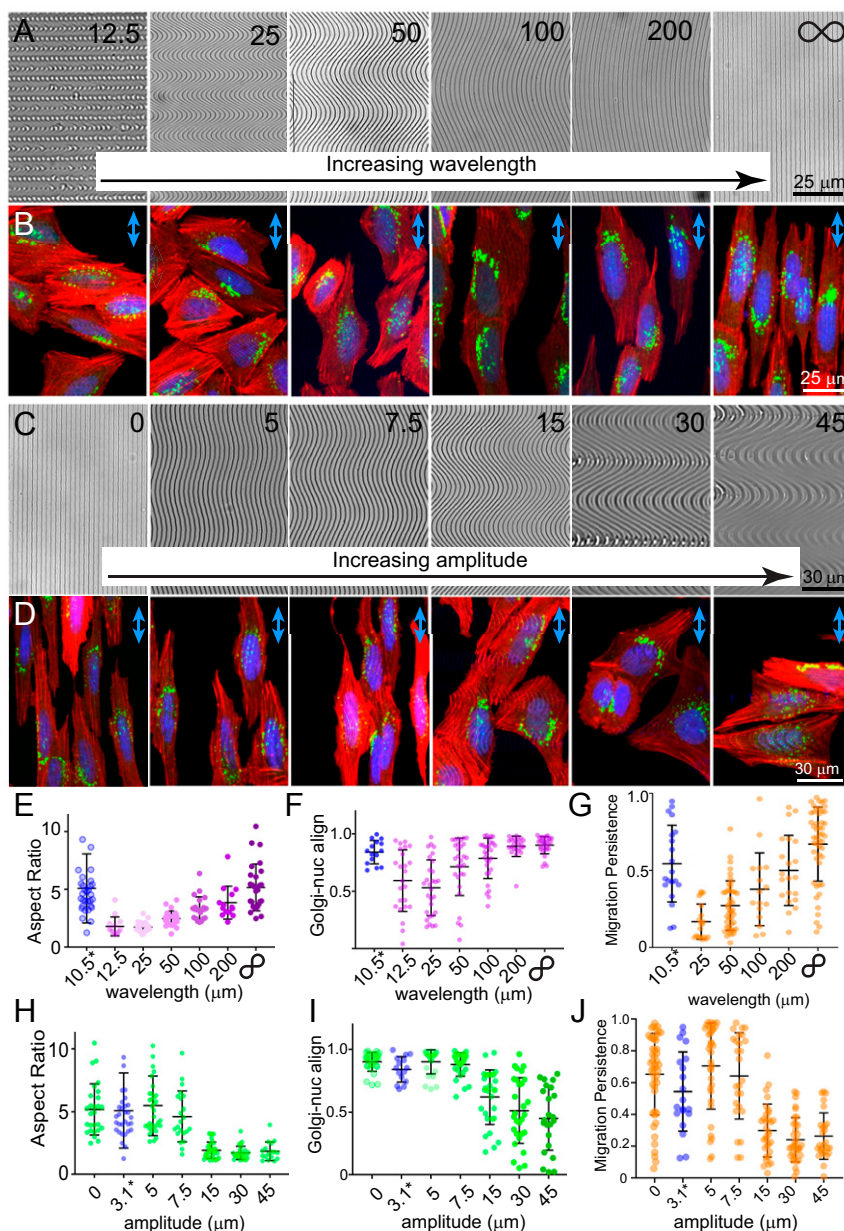 A 12.5 25 50 100 200 ∞
Increasing wavelength
25 μm
B
25 μm
C 0 5 7.5 15 30 45
Increasing amplitude
30 μm
D
30 μm
E
Aspect Ratio
10
5
0
10.5* 12.5 25 50 100 200 ∞
wavelength (μm)
F
Golgi-nuc align
1.0
0.5
10.5* 12.5 25 50 100 200 ∞
wavelength (μm)
G
Migration Persistence
1.0
0.8
0.6
0.4
0.2
0
10.5* 25 50 100 200 ∞
wavelength (μm)
H
Aspect Ratio
10
5
0
0 3.1* 5 7.5 15 30 45
amplitude (μm)
I
Golgi-nuc align
1.0
0.5
0
0 3.1* 5 7.5 15 30 45
amplitude (μm)
J
Migration Persistence
1.0
0.8
0.6
0.4
0.2
0
0 3.1* 5 7.5 15 30 45
amplitude (μm)